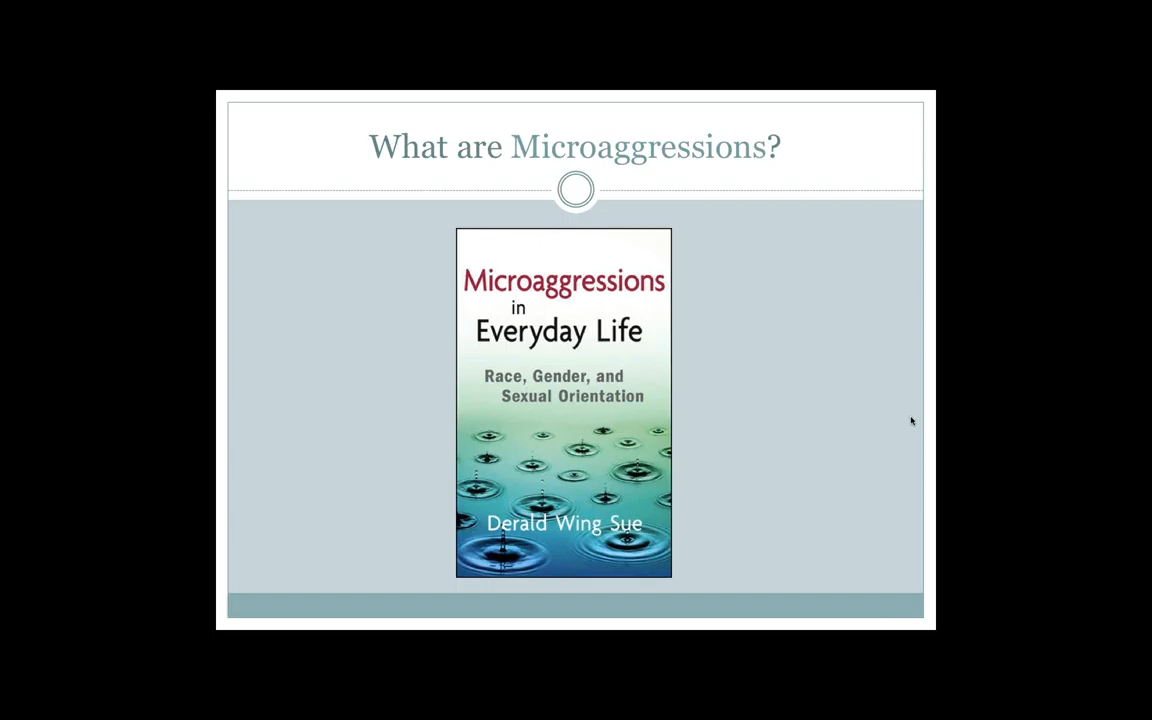 What are Microaggressions?
Microaggressions
in
Everyday Life
Race, Gender, and
Sexual Orientation
Derald Wing Sue